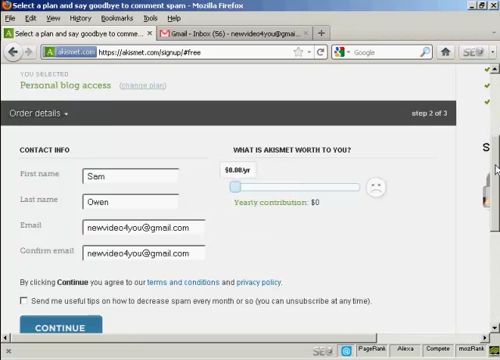 Select a plan and say goodbye to comment spam - Mozilla Firefox
File Edit View History Bookmarks Tools Help
Select a plan and say goodbye to comment sp...
Gmail - Inbox (56) - newvideo4you@gmai...
akismet.com https://akismet.com/signup/#free
Google
SEO
YOU SELECTED
Personal blog access (change plan)
Order details
step 2 of 3
CONTACT INFO
WHAT IS AKISMET WORTH TO YOU?
First name Sam
$0.00/yr
Last name Owen
Yearly contribution: $0
Email newvideo4you@gmail.com
Confirm email newvideo4you@gmail.com
By clicking Continue you agree to our terms and conditions and privacy policy.
Send me useful tips on how to decrease spam every month or so (you can unsubscribe at any time).
CONTINUE
Done
SEO PageRank Alexa Compete mozRank